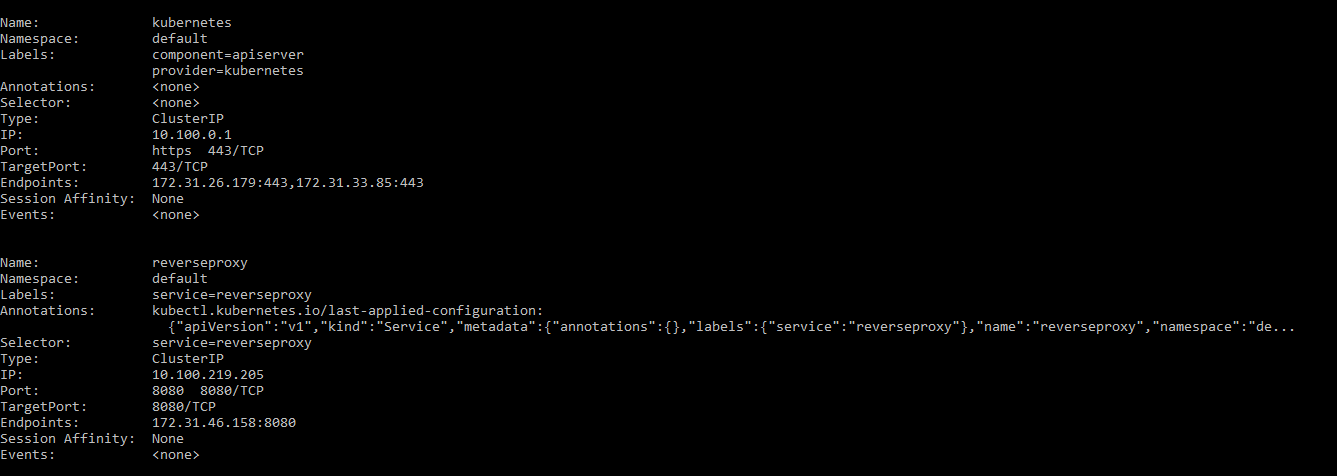 Name:              kubernetes
Namespace:         default
Labels:            component=apiserver
                   provider=kubernetes
Annotations:       <none>
Selector:          <none>
Type:              ClusterIP
IP:                10.100.0.1
Port:              https  443/TCP
TargetPort:        443/TCP
Endpoints:         172.31.26.179:443,172.31.33.85:443
Session Affinity:  None
Events:            <none>
Name:              reverseproxy
Namespace:         default
Labels:            service=reverseproxy
Annotations:       kubectl.kubernetes.io/last-applied-configuration:
                     {"apiVersion":"v1","kind":"Service","metadata":{"annotations":{},"labels":{"service":"reverseproxy"},"name":"reverseproxy","namespace":"de...
Selector:          service=reverseproxy
Type:              ClusterIP
IP:                10.100.219.205
Port:              8080  8080/TCP
TargetPort:        8080/TCP
Endpoints:         172.31.46.158:8080
Session Affinity:  None
Events:            <none>